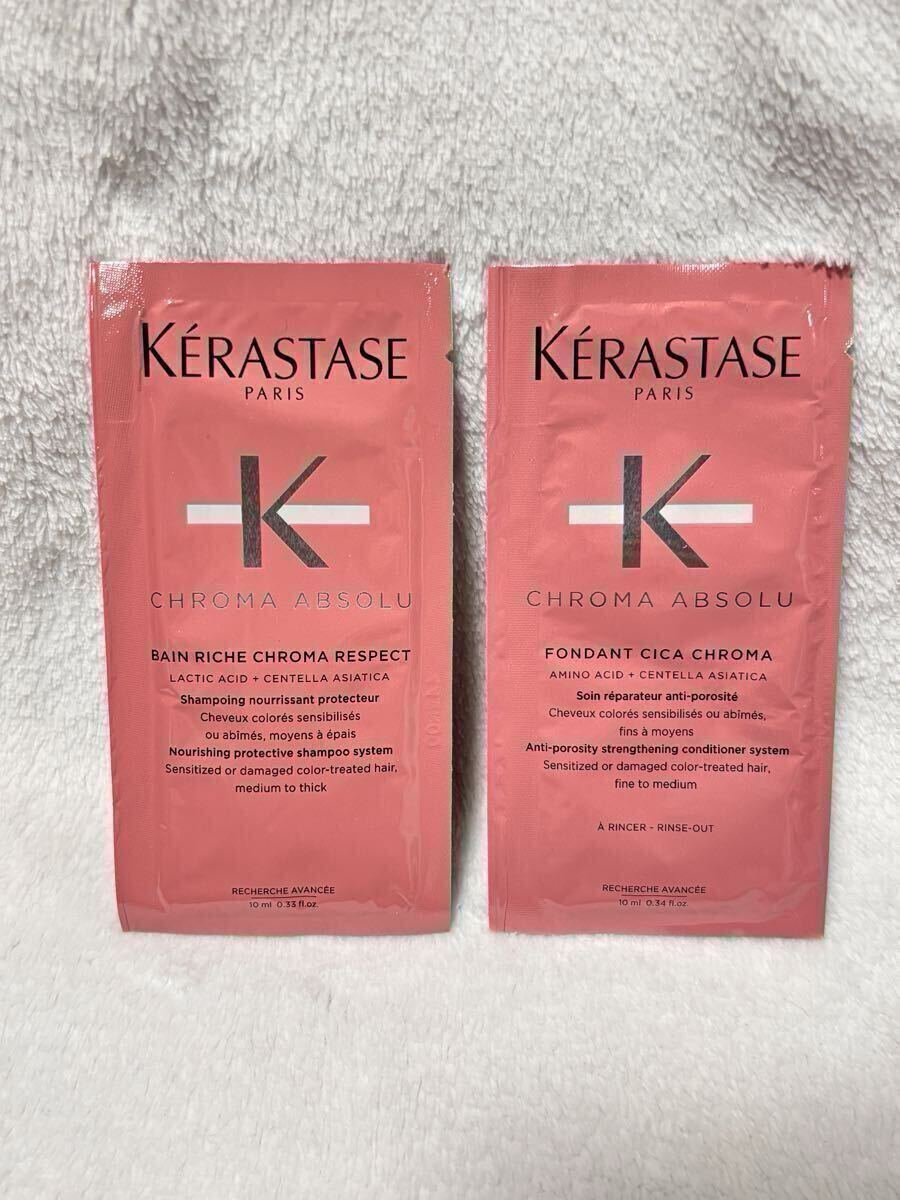 KÉRASTASE
PARIS
K
CHROMA ABSOLU
BAIN RICHE CHROMA RESPECT
LACTIC ACID + CENTELLA ASIATICA
Shampoing nourrissant protecteur
Cheveux colorés sensibilisés
ou abîmés, moyens à épais
Nourishing protective shampoo system
Sensitized or damaged color-treated hair,
medium to thick
RECHERCHE AVANCÉE
10 ml 0.33 fl.oz.
KÉRASTASE
PARIS
K
CHROMA ABSOLU
FONDANT CICA CHROMA
AMINO ACID + CENTELLA ASIATICA
Soin réparateur anti-porosité
Cheveux colorés sensibilisés ou abîmés,
fins à moyens
Anti-porosity strengthening conditioner system
Sensitized or damaged color-treated hair,
fine to medium
À RINCER - RINSE-OUT
RECHERCHE AVANCÉE
10 ml 0.34 fl.oz.